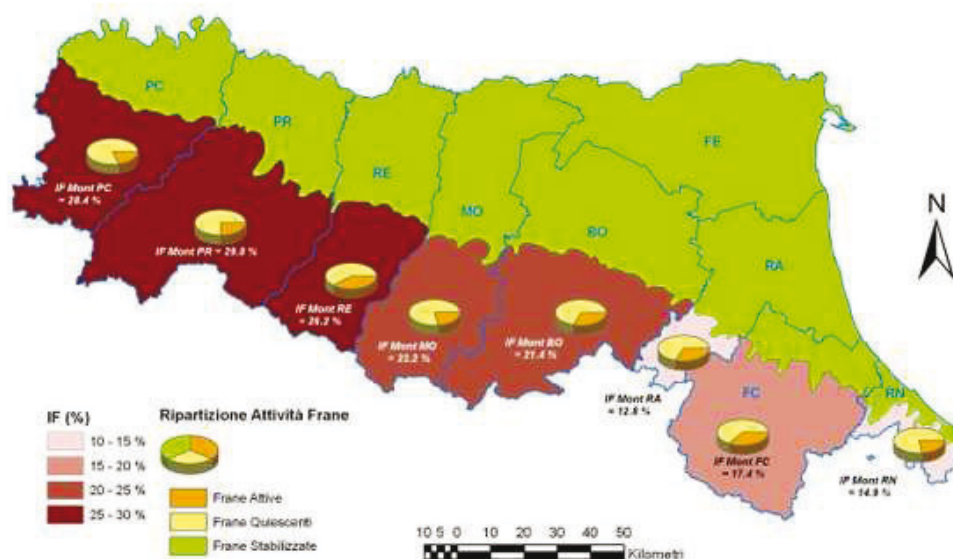 PC
PR
RE
MO
BO
FE
RA
FC
RN
N
IF Mont PC
= 28.4 %
IF Mont PR = 29.8 %
IF Mont RE
= 26.2 %
IF Mont MO
= 22.2 %
IF Mont BO
= 21.4 %
IF Mont RA
= 12.8 %
IF Mont FC
= 17.4 %
IF Mont RN
= 14.9 %
IF (%)
10 - 15 %
15 - 20 %
20 - 25 %
25 - 30 %
Ripartizione Attività Frane
Frane Attive
Frane Quiescenti
Frane Stabilizzate
10 5 0 10 20 30 40 50
Kilometri